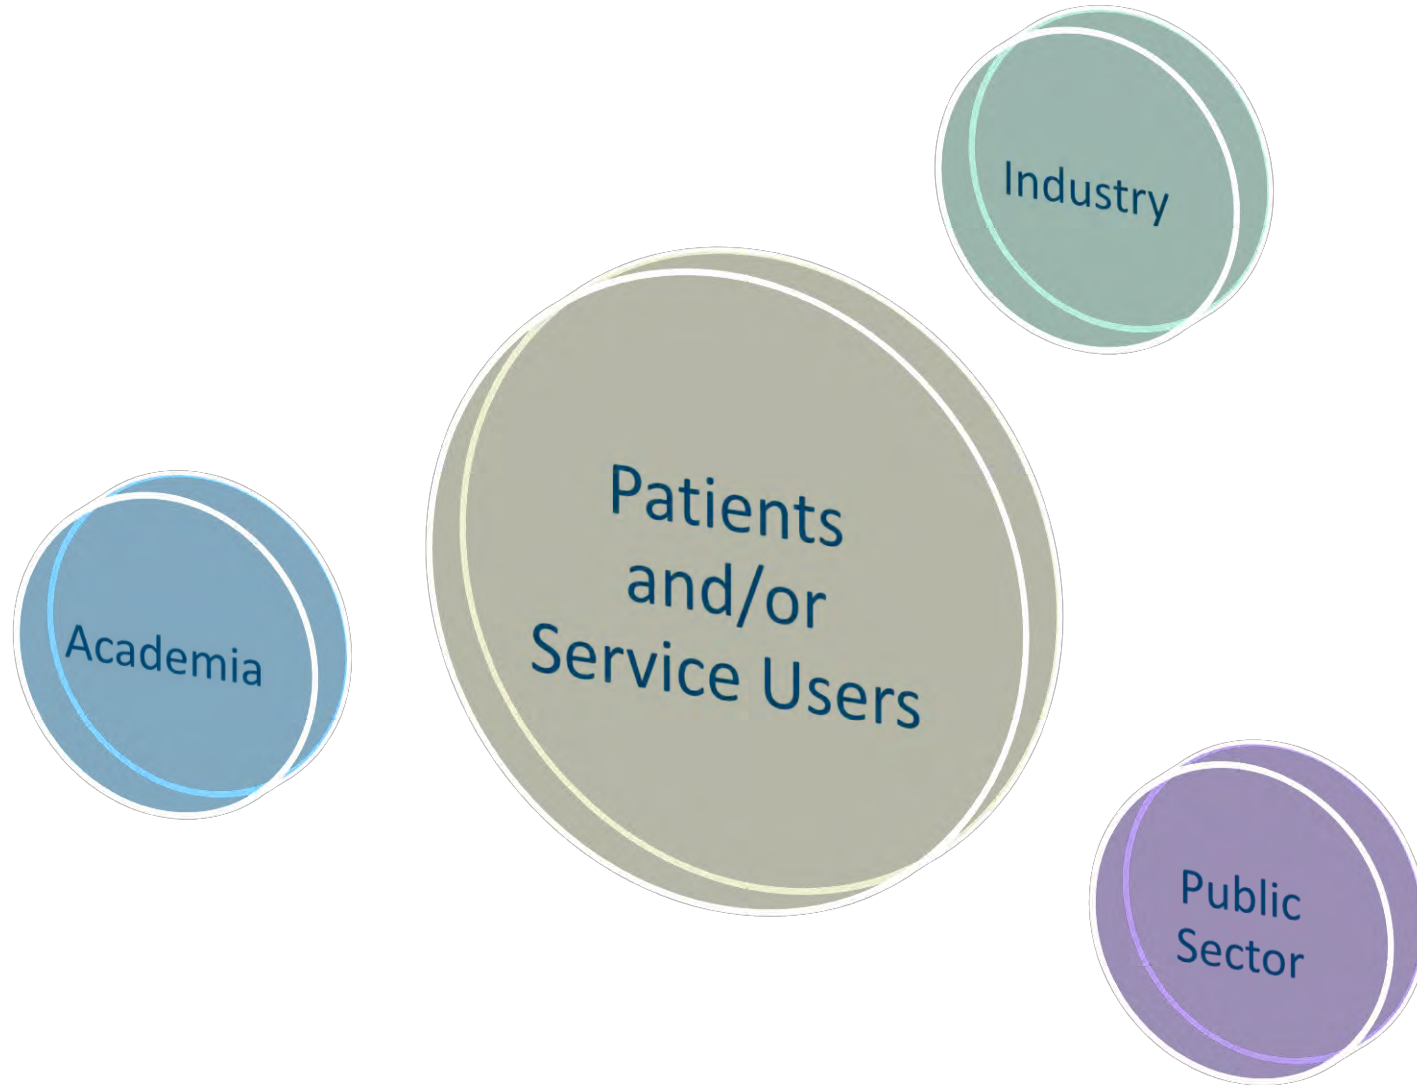 Industry
Patients
and/or
Service Users
Academia
Public
Sector